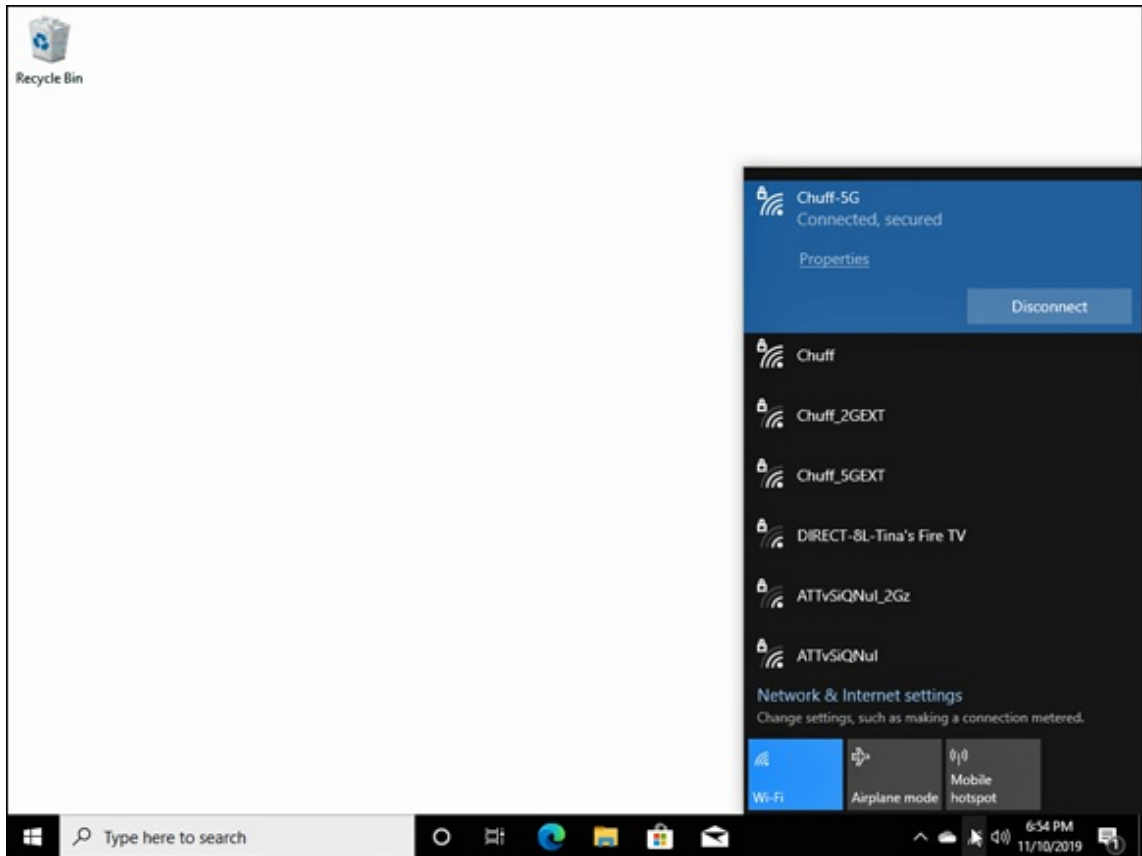 Recycle Bin
Chuff-5G
Connected, secured
Properties
Disconnect
Chuff
Chuff_2GEXT
Chuff_5GEXT
DIRECT-8L-Tina's Fire TV
ATTvSiQNuI_2Gz
ATTvSiQNuI
Network & Internet settings
Change settings, such as making a connection metered.
Wi-Fi
Airplane mode
Mobile
hotspot
Type here to search
6:54 PM
11/10/2019
1